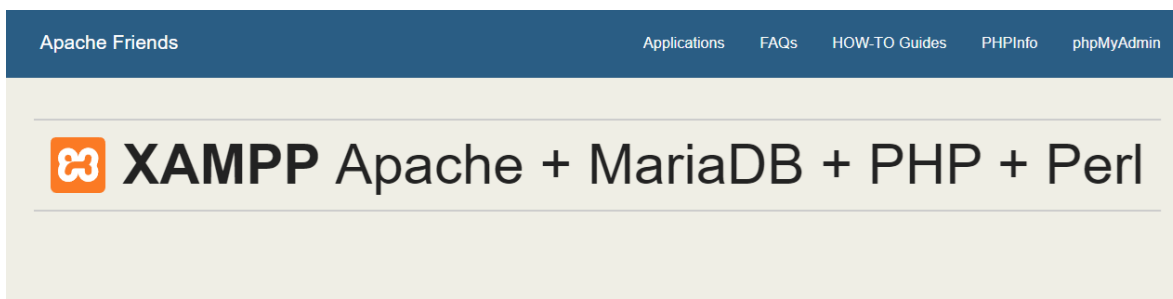 Apache Friends Applications FAQs HOW-TO Guides PHPInfo phpMyAdmin
XAMPP Apache + MariaDB + PHP + Perl